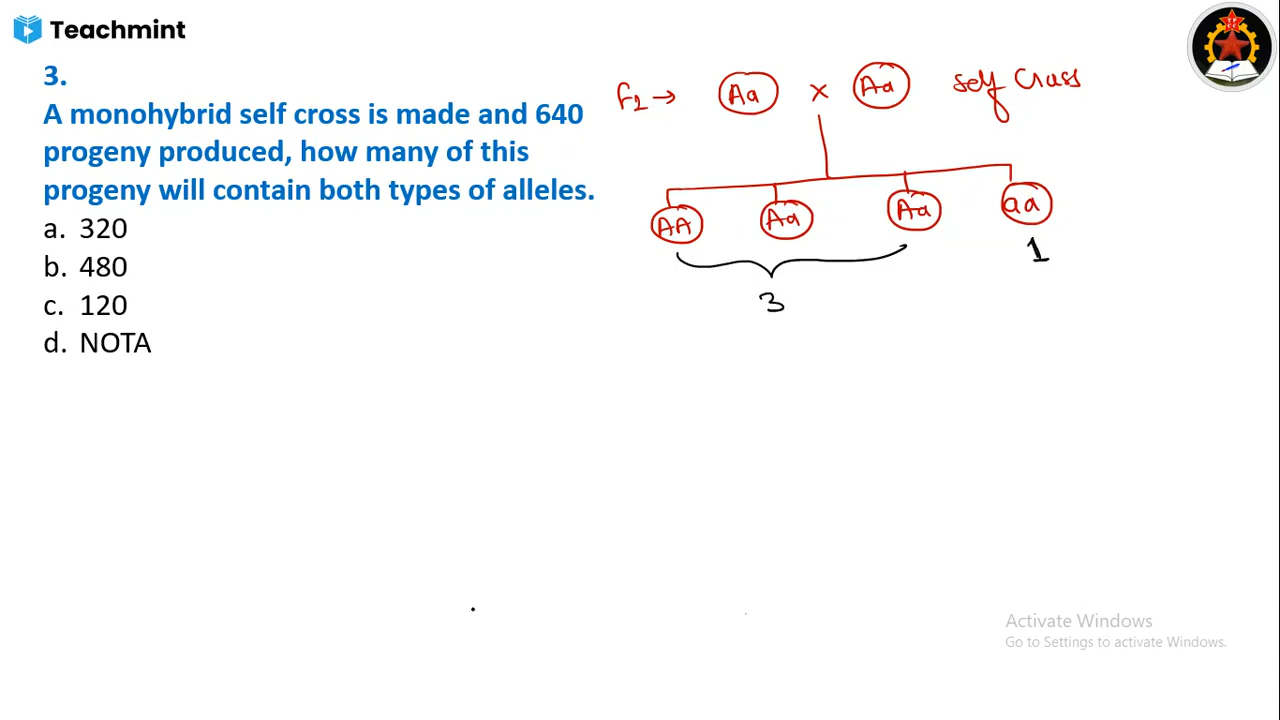 Teachmint
3.
A monohybrid self cross is made and 640
progeny produced, how many of this
progeny will contain both types of alleles.
a. 320
b. 480
c. 120
d. NOTA
F2 → Aa × Aa self Cross
AA Aa Aa aa
3 1
Activate Windows
Go to Settings to activate Windows.